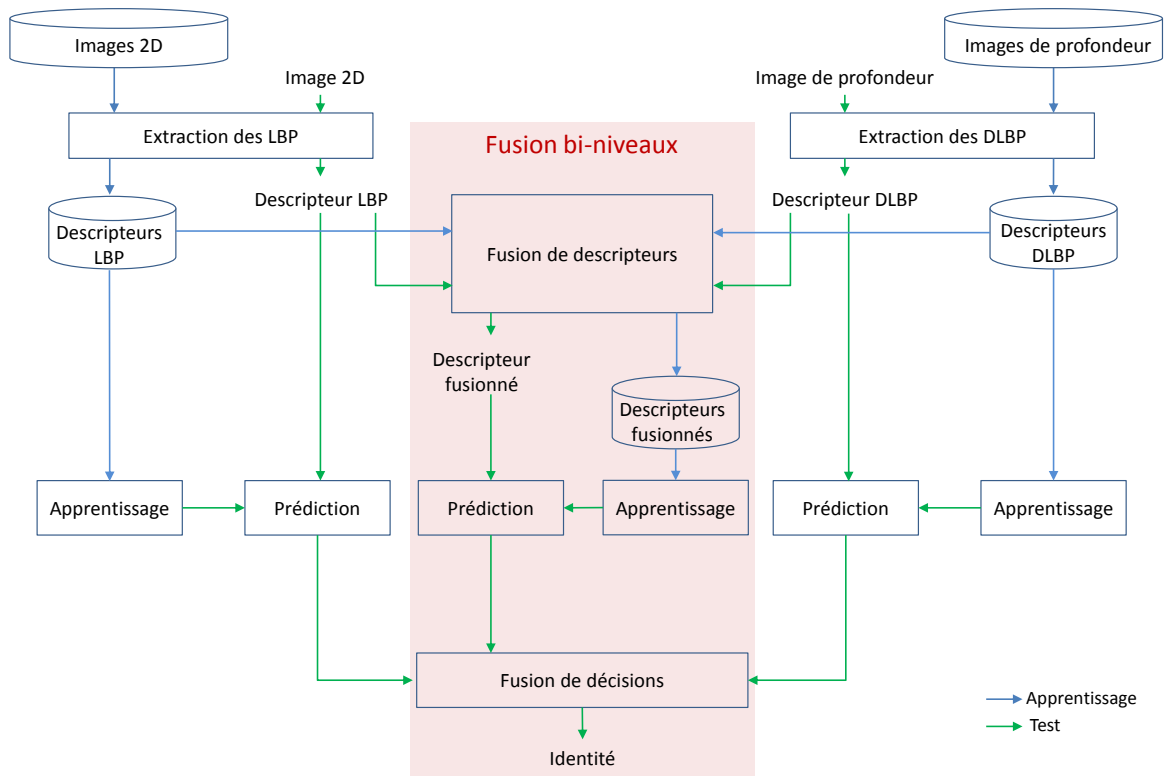 Images 2D
Images de profondeur
Image 2D
Image de profondeur
Extraction des LBP
Extraction des DLBP
Fusion bi-niveaux
Descripteur LBP
Descripteur DLBP
Descripteurs
LBP
Fusion de descripteurs
Descripteurs
DLBP
Descripteur
fusionné
Descripteurs
fusionnés
Apprentissage
Prédiction
Prédiction
Apprentissage
Prédiction
Apprentissage
Fusion de décisions
Apprentissage
Test
Identité